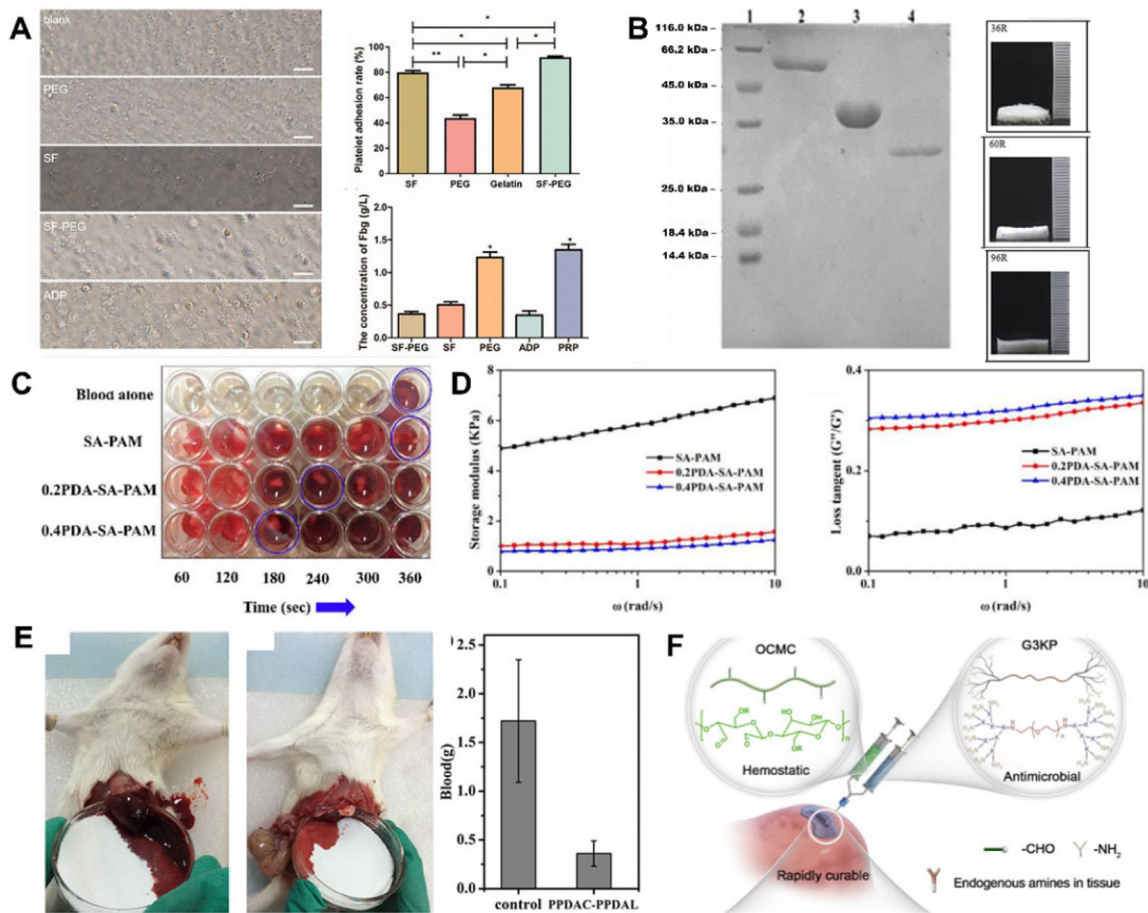 A
blank
PEG
SF
SF-PEG
ADP
Platelet adhesion rate (%)
100
80
60
40
20
0
*
*
**
*
*
SF
PEG
Gelatin
SF-PEG
The concentration of Fbg (g/L)
2.0
1.5
1.0
0.5
0.0
*
*
SF-PEG
SF
PEG
ADP
PRP
B
1 2 3 4
116.0 kDa
66.2 kDa
45.0 kDa
35.0 kDa
25.0 kDa
18.4 kDa
14.4 kDa
36R
60R
96R
C
Blood alone
SA-PAM
0.2PDA-SA-PAM
0.4PDA-SA-PAM
60 120 180 240 300 360
Time (sec)
D
Storage modulus (KPa)
8
6
4
2
0
SA-PAM
0.2PDA-SA-PAM
0.4PDA-SA-PAM
0.1 1 10
ω (rad/s)
Loss tangent (G''/G')
0.4
0.2
0.0
SA-PAM
0.2PDA-SA-PAM
0.4PDA-SA-PAM
0.1 1 10
ω (rad/s)
E
Blood(g)
2.5
2.0
1.5
1.0
0.5
0.0
control PPDAC-PPDAL
F
OCMC
Hemostatic
G3KP
Antimicrobial
Rapidly curable
-CHO
-NH₂
Endogenous amines in tissue